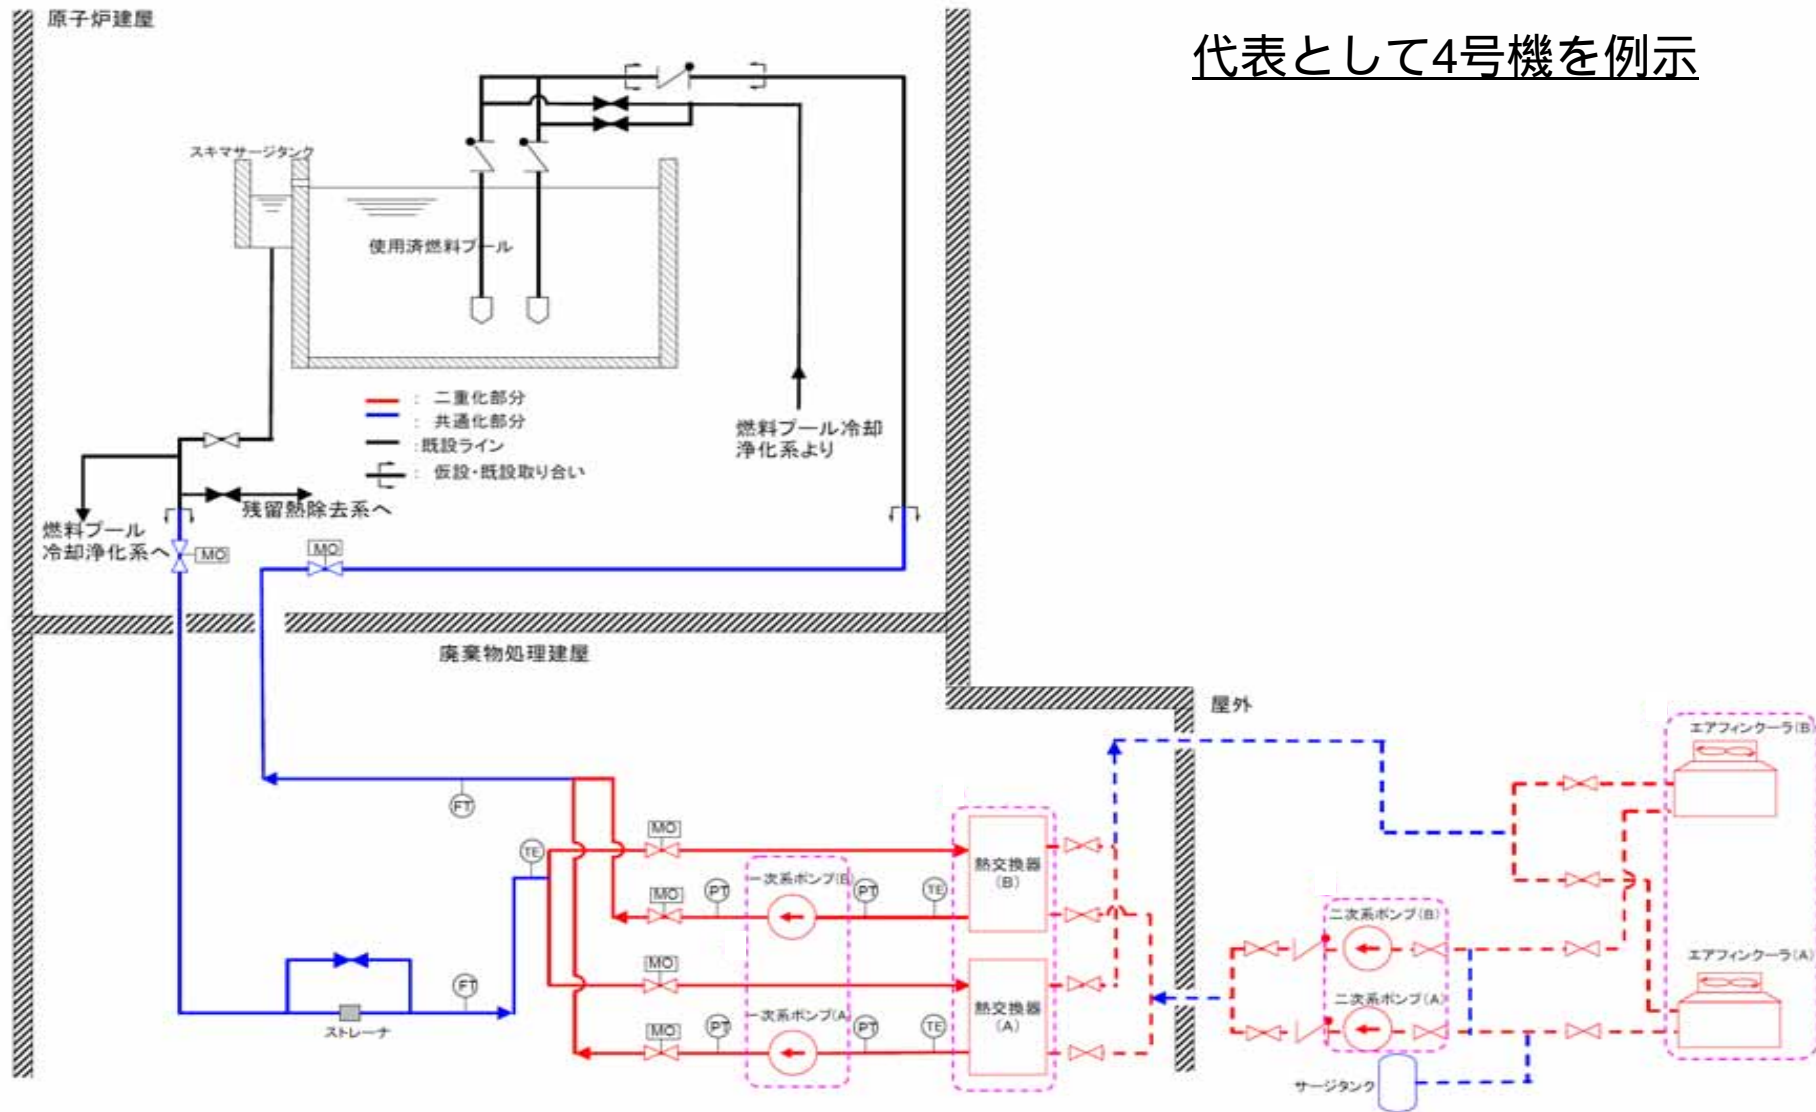 原子炉建屋
代表として4号機を例示
スキマサージタンク
使用済燃料プール
： 二重化部分
： 共通化部分
：既設ライン
： 仮設・既設取り合い
燃料プール冷却
浄化系より
残留熱除去系へ
燃料プール
冷却浄化系へ
MO
MO
廃棄物処理建屋
屋外
エアフィンクーラ(B)
FT
MO
TE
熱交換器
(B)
一次系ポンプ(B)
MO
PT
PT
TE
二次系ポンプ(B)
エアフィンクーラ(A)
MO
FT
ストレーナ
熱交換器
(A)
二次系ポンプ(A)
一次系ポンプ(A)
MO
PT
PT
TE
サージタンク